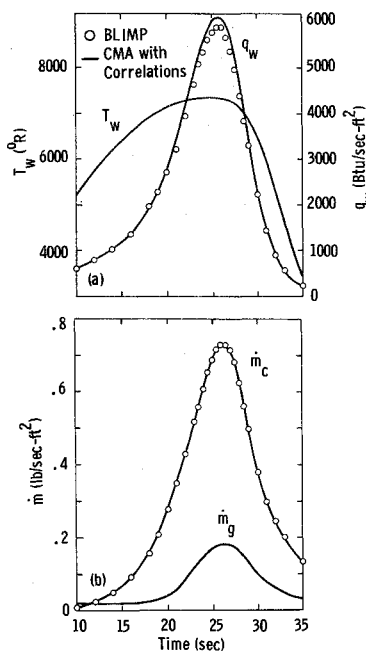 ○ BLIMP
— CMA with
Correlations
q_w
T_w
T_w (°R)
8000
6000
4000
(a)
6000
5000
4000
3000
2000
1000
0
q_w (Btu/sec-ft²)
.8
.6
.4
.2
0
ṁ (lb/sec-ft²)
ṁ_c
ṁ_g
(b)
10 15 20 25 30 35
Time (sec)